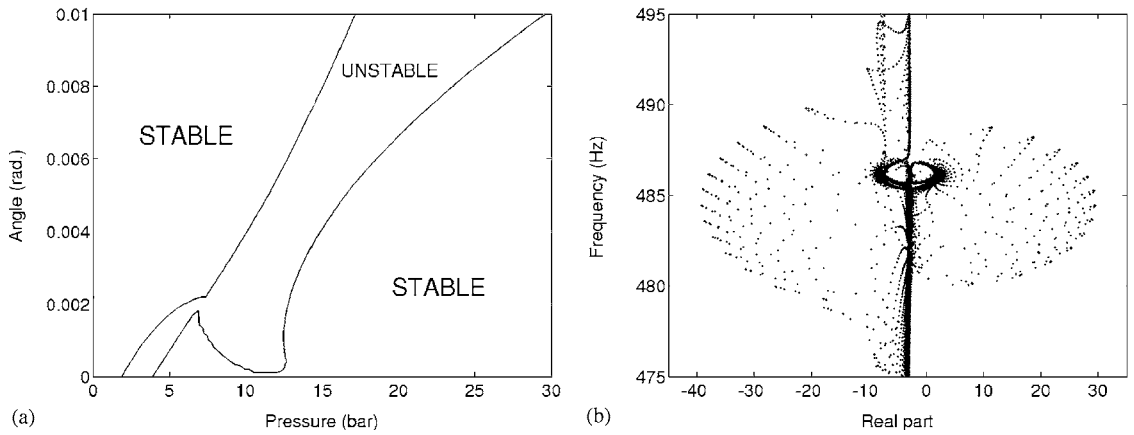 0.01
0.008
0.006
0.004
0.002
0
Angle (rad.)
UNSTABLE
STABLE
STABLE
0 5 10 15 20 25 30
Pressure (bar)
(a)
495
490
485
480
475
Frequency (Hz)
-40 -30 -20 -10 0 10 20 30
Real part
(b)